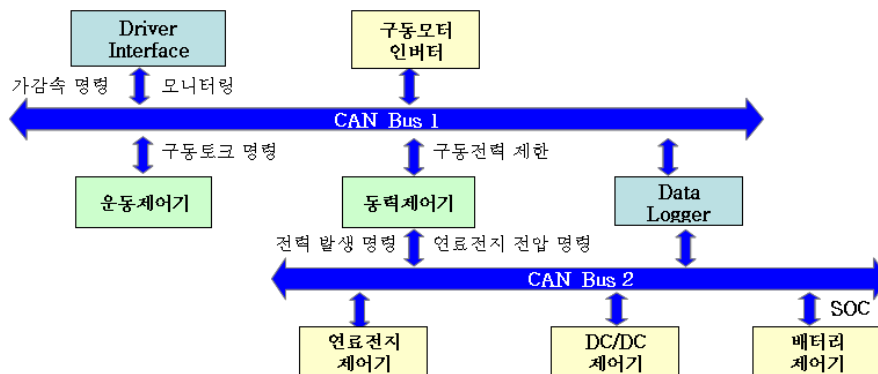 Driver
Interface
구동모터
인버터
가감속 명령
모니터링
CAN Bus 1
구동토크 명령
구동전력 제한
운동제어기
동력제어기
Data
Logger
전력 발생 명령
연료전지 전압 명령
CAN Bus 2
SOC
연료전지
제어기
DC/DC
제어기
배터리
제어기